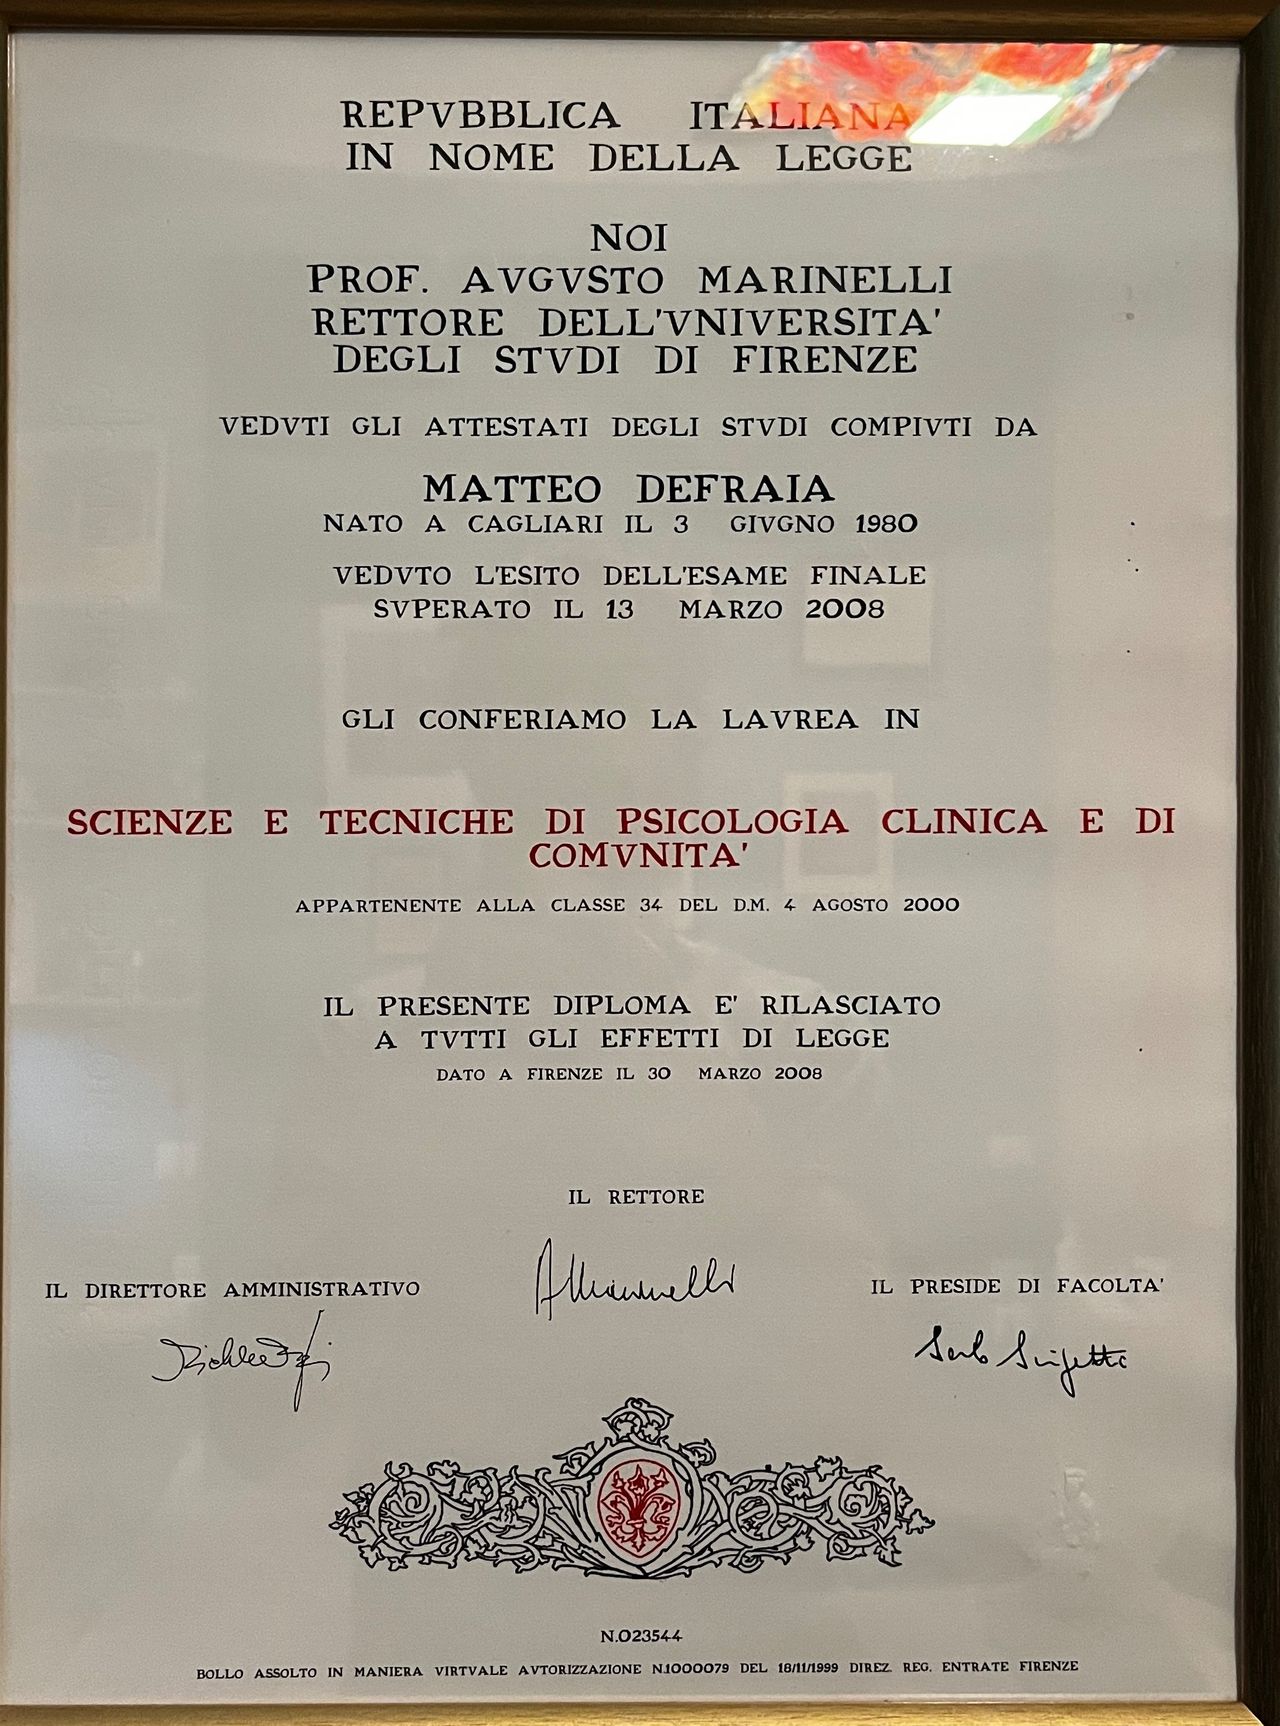 REPVBBLICA ITALIANA
IN NOME DELLA LEGGE
NOI
PROF. AVGVSTO MARINELLI
RETTORE DELL'VNIVERSITA'
DEGLI STVDI DI FIRENZE
VEDVTI GLI ATTESTATI DEGLI STVDI COMPIVTI DA
MATTEO DEFRAIA
NATO A CAGLIARI IL 3 GIVGNO 1980
VEDVTO L'ESITO DELL'ESAME FINALE
SVPERATO IL 13 MARZO 2008
GLI CONFERIAMO LA LAVREA IN
SCIENZE E TECNICHE DI PSICOLOGIA CLINICA E DI
COMVNITA'
APPARTENENTE ALLA CLASSE 34 DEL D.M. 4 AGOSTO 2000
IL PRESENTE DIPLOMA E' RILASCIATO
A TVTTI GLI EFFETTI DI LEGGE
DATO A FIRENZE IL 30 MARZO 2008
IL RETTORE
AMarinelli
IL DIRETTORE AMMINISTRATIVO
IL PRESIDE DI FACOLTA'
N.023544
BOLLO ASSOLTO IN MANIERA VIRTVALE AVTORIZZAZIONE N.1000079 DEL 18/11/1999 DIREZ. REG. ENTRATE FIRENZE